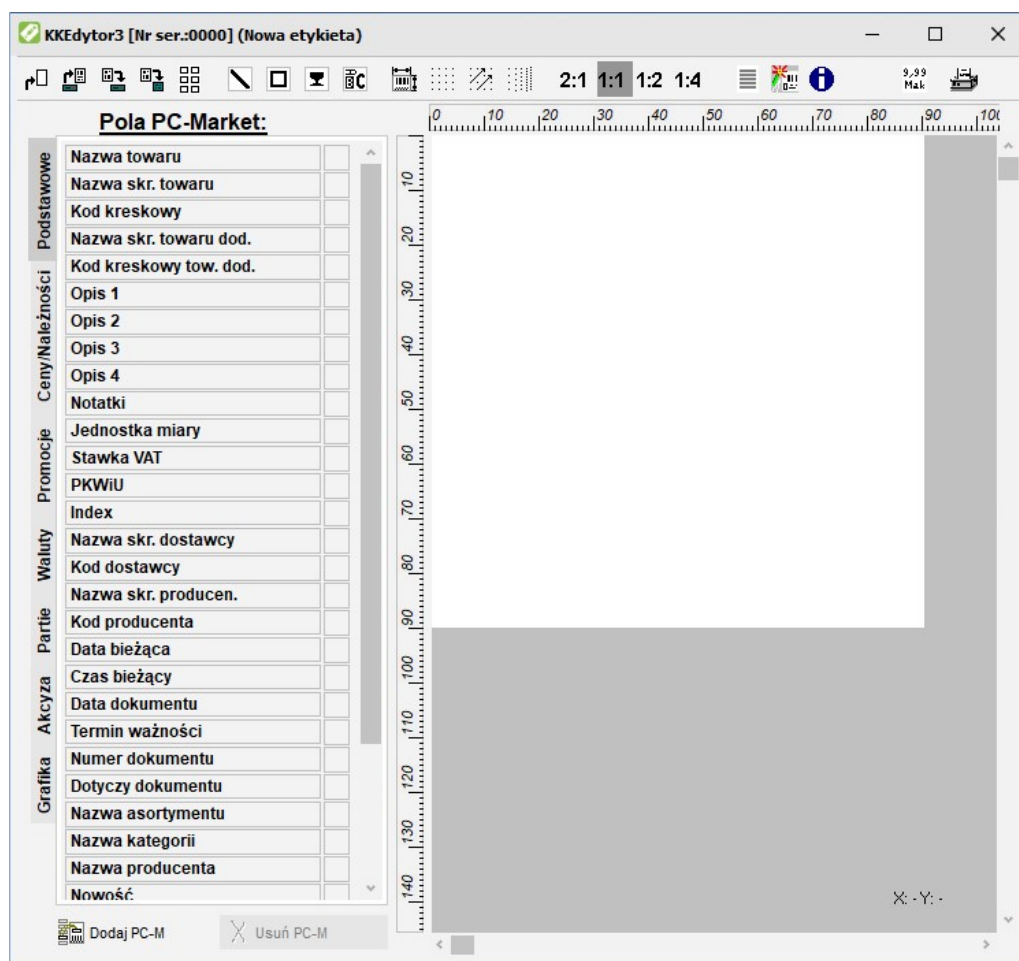 KKEdytor3 [Nr ser.:0000] (Nowa etykieta)
C 2:1 1:1 1:2 1:4 9,99 Mak
Pola PC-Market:
0 10 20 30 40 50 60 70 80 90 100
Podstawowe
Ceny/Należności
Promocje
Waluty
Partie
Akcyza
Grafika
Nazwa towaru
Nazwa skr. towaru
Kod kreskowy
Nazwa skr. towaru dod.
Kod kreskowy tow. dod.
Opis 1
Opis 2
Opis 3
Opis 4
Notatki
Jednostka miary
Stawka VAT
PKWiU
Index
Nazwa skr. dostawcy
Kod dostawcy
Nazwa skr. producen.
Kod producenta
Data bieżąca
Czas bieżący
Data dokumentu
Termin ważności
Numer dokumentu
Dotyczy dokumentu
Nazwa asortymentu
Nazwa kategorii
Nazwa producenta
Nowość
10
20
30
40
50
60
70
80
90
100
110
120
130
140
X: - Y: -
Dodaj PC-M Usuń PC-M